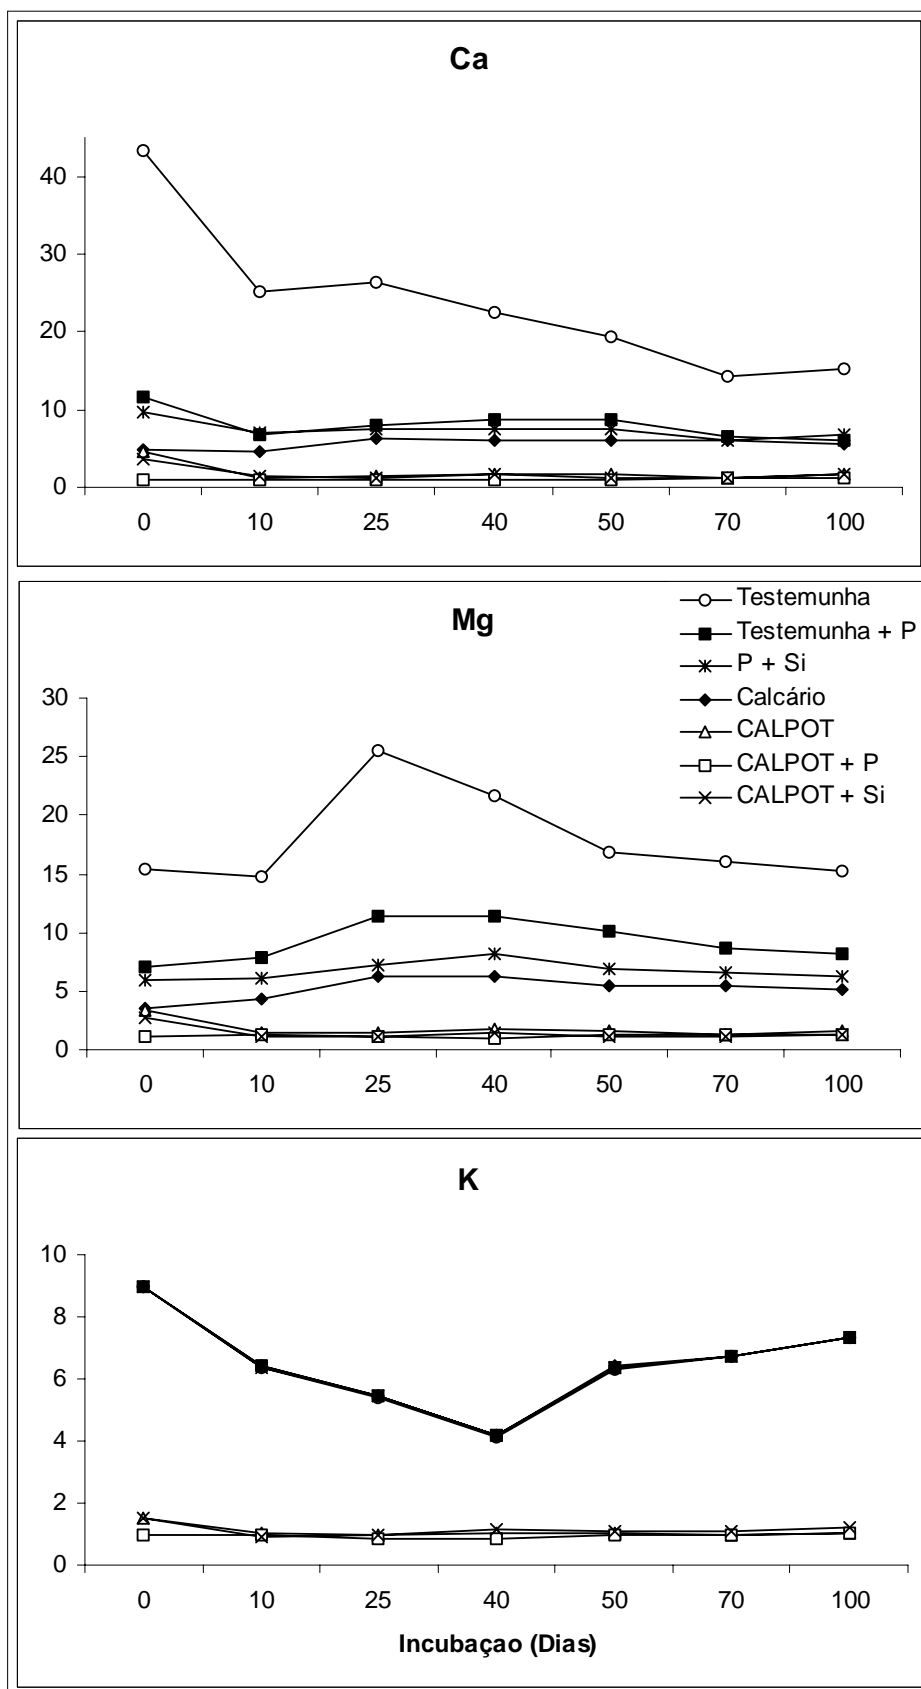 Ca
40
30
20
10
0
0 10 25 40 50 70 100
Mg
Testemunha
Testemunha + P
P + Si
Calcário
CALPOT
CALPOT + P
CALPOT + Si
30
25
20
15
10
5
0
0 10 25 40 50 70 100
K
10
8
6
4
2
0
0 10 25 40 50 70 100
Incubaçao (Dias)